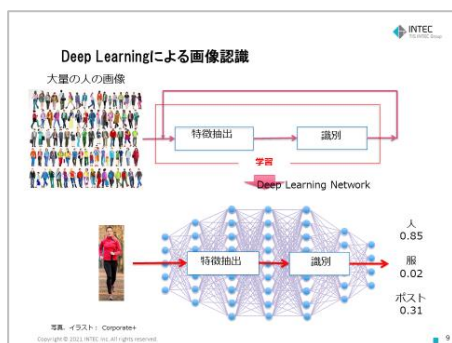 INTEC
TIS INTEC Group
Deep Learningによる画像認識
大量の人の画像
特徴抽出
識別
学習
Deep Learning Network
人
0.85
特徴抽出
識別
服
0.02
ポスト
0.31
写真、イラスト： Corporate+
Copyright © 2021 INTEC Inc. All rights reserved.
9